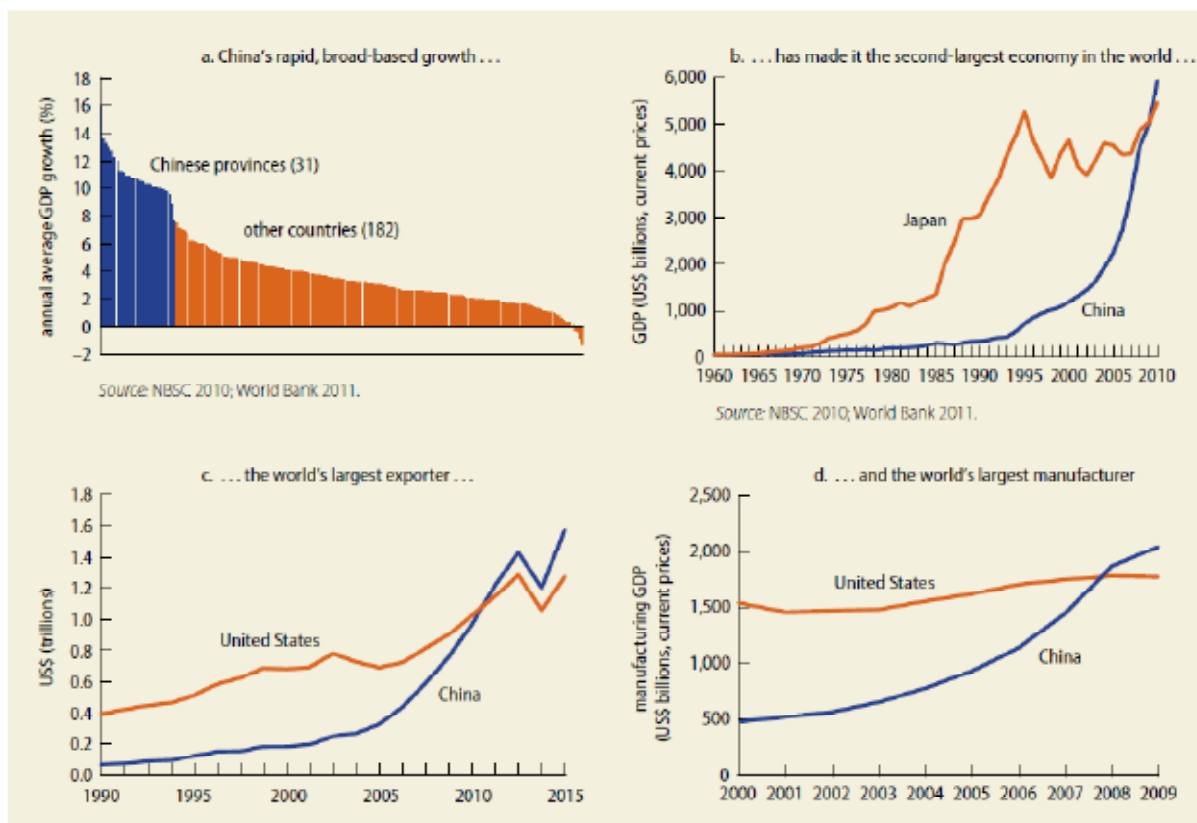 a. China's rapid, broad-based growth . . .
annual average GDP growth (%)
18
16
14
12
10
8
6
4
2
0
−2
Chinese provinces (31)
other countries (182)
Source: NBSC 2010; World Bank 2011.
b. . . . has made it the second-largest economy in the world . . .
GDP (US$ billions, current prices)
6,000
5,000
4,000
3,000
2,000
1,000
0
Japan
China
1960 1965 1970 1975 1980 1985 1990 1995 2000 2005 2010
Source: NBSC 2010; World Bank 2011.
c. . . . the world's largest exporter . . .
US$ (trillions)
1.8
1.6
1.4
1.2
1.0
0.8
0.6
0.4
0.2
0.0
United States
China
1990 1995 2000 2005 2010 2015
d. . . . and the world's largest manufacturer
manufacturing GDP
(US$ billions, current prices)
2,500
2,000
1,500
1,000
500
0
United States
China
2000 2001 2002 2003 2004 2005 2006 2007 2008 2009